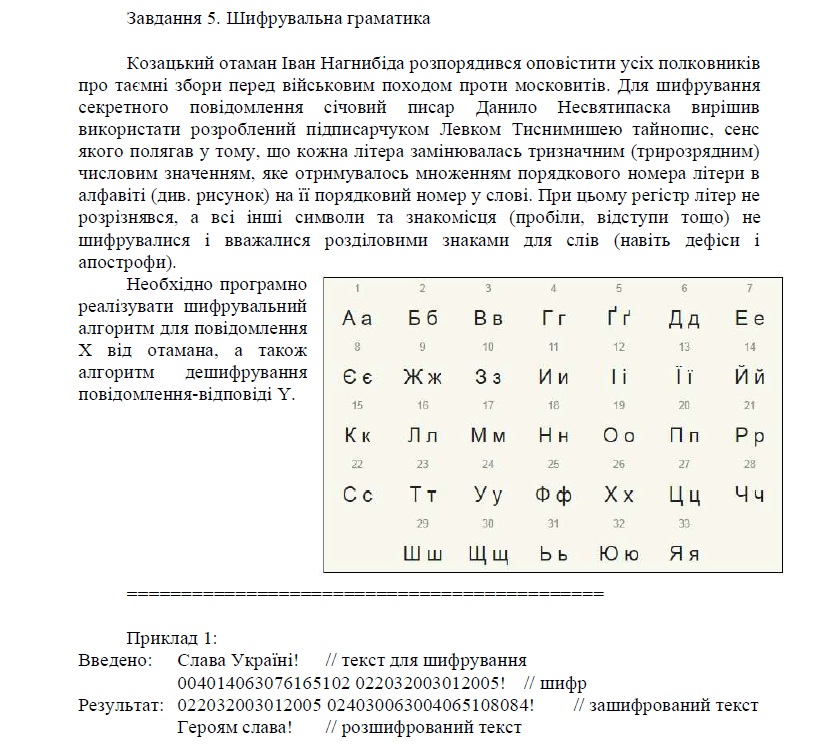 Завдання 5. Шифрувальна граматика
Козацький отаман Іван Нагнибіда розпорядився оповістити усіх полковників
про таємні збори перед військовим походом проти московитів. Для шифрування
секретного повідомлення січовий писар Данило Несвятипаска вирішив
використати розроблений підписарчуком Левком Тиснимишею тайнопис, сенс
якого полягав у тому, що кожна літера замінювалась тризначним (трирозрядним)
числовим значенням, яке отримувалось множенням порядкового номера літери в
алфавіті (див. рисунок) на її порядковий номер у слові. При цьому регістр літер не
розрізнявся, а всі інші символи та знакомісця (пробіли, відступи тощо) не
шифрувалися і вважалися розділовими знаками для слів (навіть дефіси і
апострофи).
Необхідно програмно
реалізувати шифрувальний
алгоритм для повідомлення
X від отамана, а також
алгоритм дешифрування
повідомлення-відповіді Y.
1 2 3 4 5 6 7
А а Б б В в Г г Ґ ґ Д д Е е
8 9 10 11 12 13 14
Є є Ж ж З з И и І і Ї ї Й й
15 16 17 18 19 20 21
К к Л л М м Н н О о П п Р р
22 23 24 25 26 27 28
С с Т т У у Ф ф Х х Ц ц Ч ч
29 30 31 32 33
Ш ш Щ щ Ь ь Ю ю Я я
==============================================
Приклад 1:
Введено: Слава Україні! // текст для шифрування
004014063076165102 022032003012005! // шифр
Результат: 022032003012005 024030063004065108084! // зашифрований текст
Героям слава! // розшифрований текст